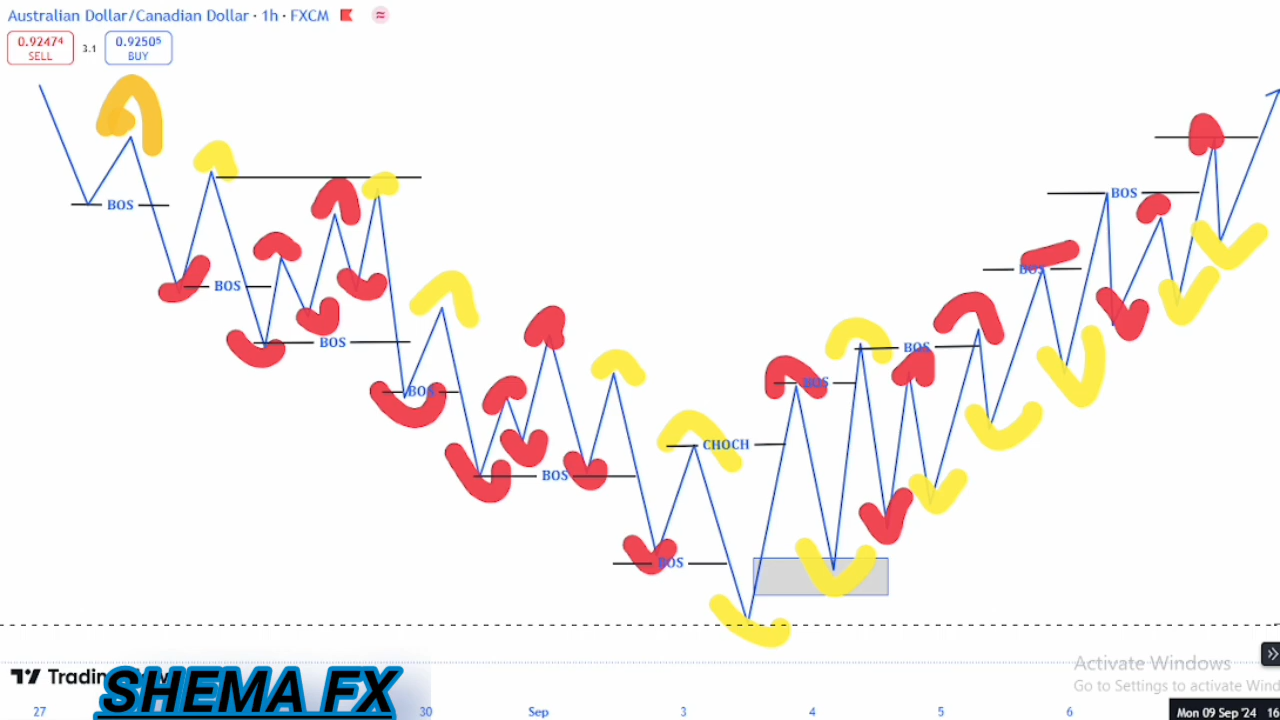 Australian Dollar/Canadian Dollar · 1h · FXCM
0.92474 3.1 0.92505
SELL BUY
BOS
BOS
BOS
BOS
BOS
BOS
CHOCH
BOS
BOS
BOS
BOS
Activate Windows
Go to Settings to activate Wind
SHEMA FX
27 30 Sep 3 4 5 6 Mon 09 Sep '24 16